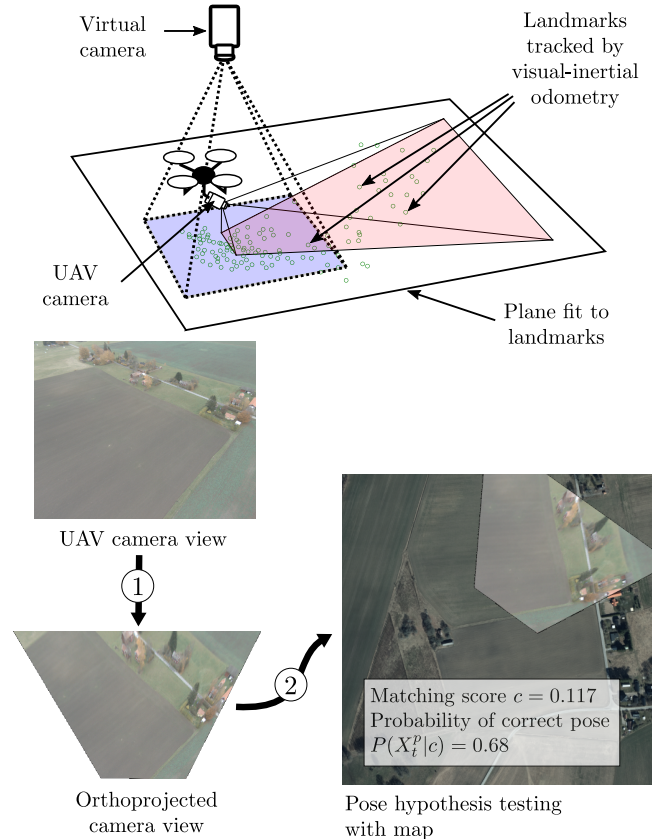 Virtual
camera
Landmarks
tracked by
visual-inertial
odometry
UAV
camera
Plane fit to
landmarks
UAV camera view
1
2
Matching score c = 0.117
Probability of correct pose
P(X_t^p|c) = 0.68
Orthoprojected
camera view
Pose hypothesis testing
with map